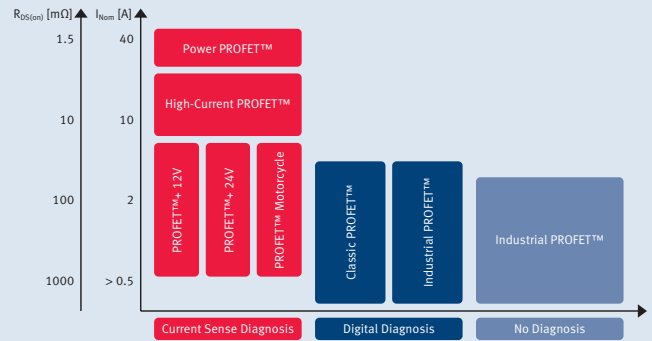 RDS(on) [mΩ]
INom [A]
1.5
40
Power PROFET™
High-Current PROFET™
10
10
PROFET™+ 12V
PROFET™+ 24V
PROFET™ Motorcycle
Classic PROFET™
Industrial PROFET™
100
2
Industrial PROFET™
1000
> 0.5
Current Sense Diagnosis
Digital Diagnosis
No Diagnosis